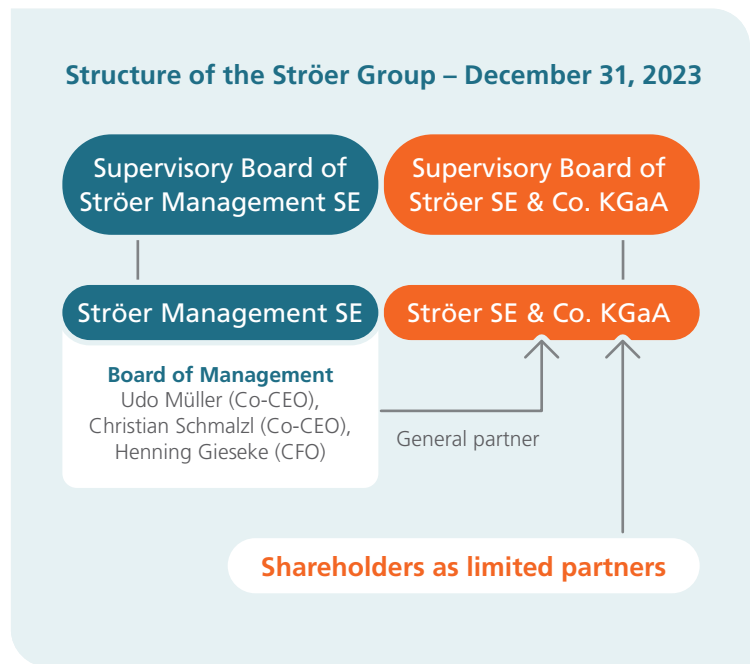 Structure of the Ströer Group – December 31, 2023
Supervisory Board of
Ströer Management SE
Supervisory Board of
Ströer SE & Co. KGaA
Ströer Management SE
Ströer SE & Co. KGaA
Board of Management
Udo Müller (Co-CEO),
Christian Schmalzl (Co-CEO),
Henning Gieseke (CFO)
General partner
Shareholders as limited partners